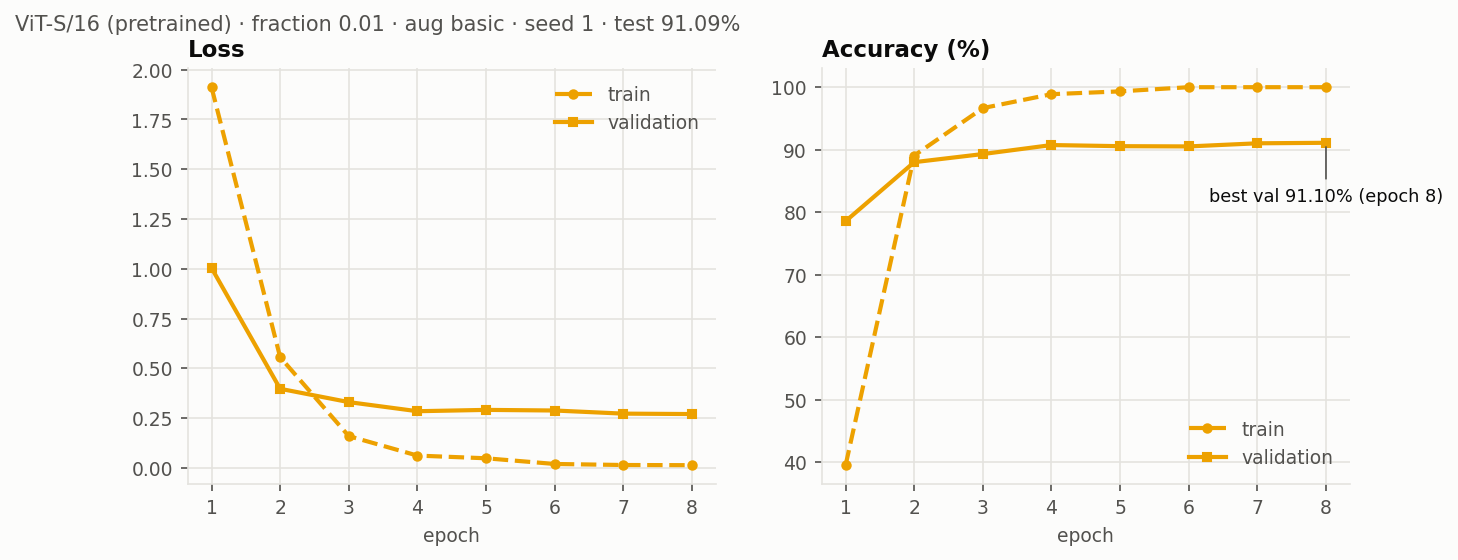 ViT-S/16 (pretrained) · fraction 0.01 · aug basic · seed 1 · test 91.09%
Loss
2.00
1.75
1.50
1.25
1.00
0.75
0.50
0.25
0.00
train
validation
1 2 3 4 5 6 7 8
epoch
Accuracy (%)
100
90
80
70
60
50
40
best val 91.10% (epoch 8)
train
validation
1 2 3 4 5 6 7 8
epoch